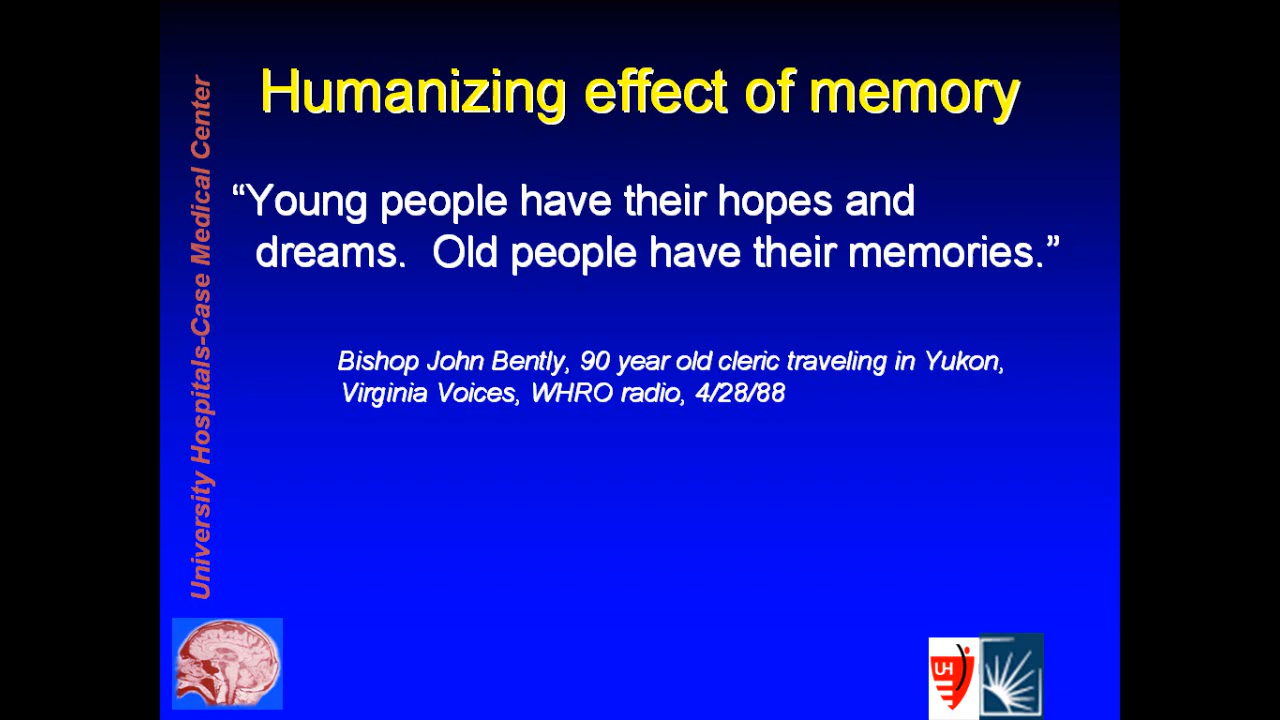 Humanizing effect of memory
“Young people have their hopes and
dreams.  Old people have their memories.”
Bishop John Bently, 90 year old cleric traveling in Yukon,
Virginia Voices, WHRO radio, 4/28/88
University Hospitals-Case Medical Center
UH